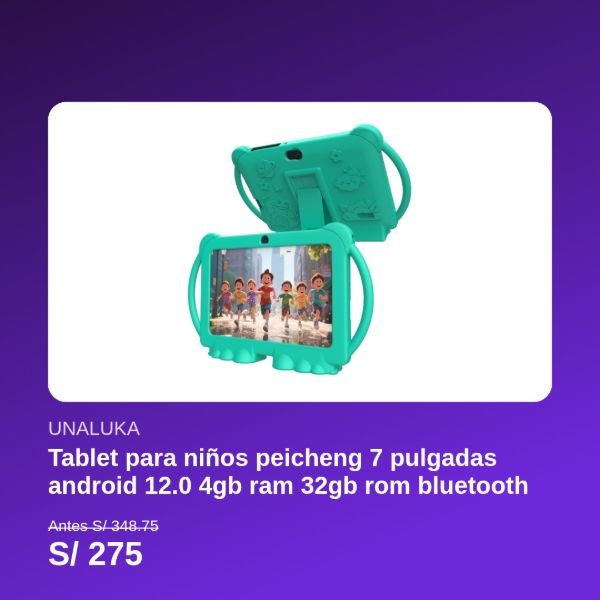 UNALUKA
Tablet para niños peicheng 7 pulgadas
android 12.0 4gb ram 32gb rom bluetooth
Antes S/ 348.75
S/ 275